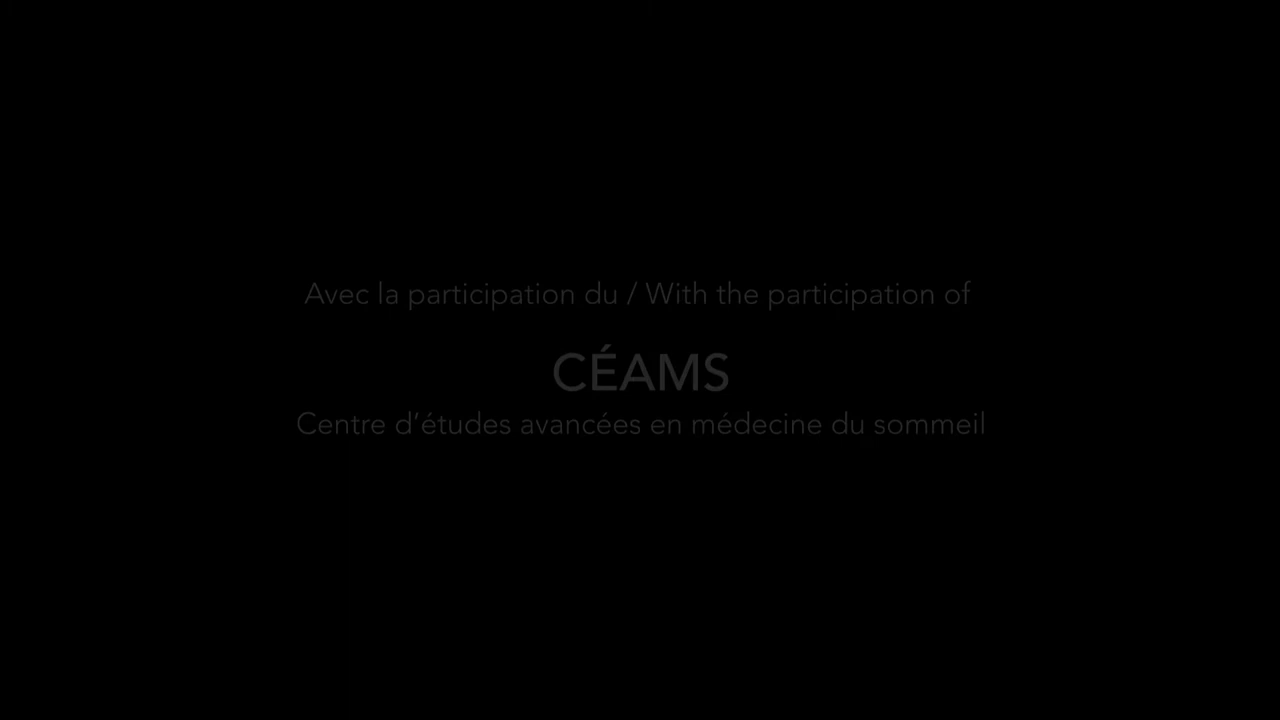 Avec la participation du / With the participation of
CÉAMS
Centre d’études avancées en médecine du sommeil